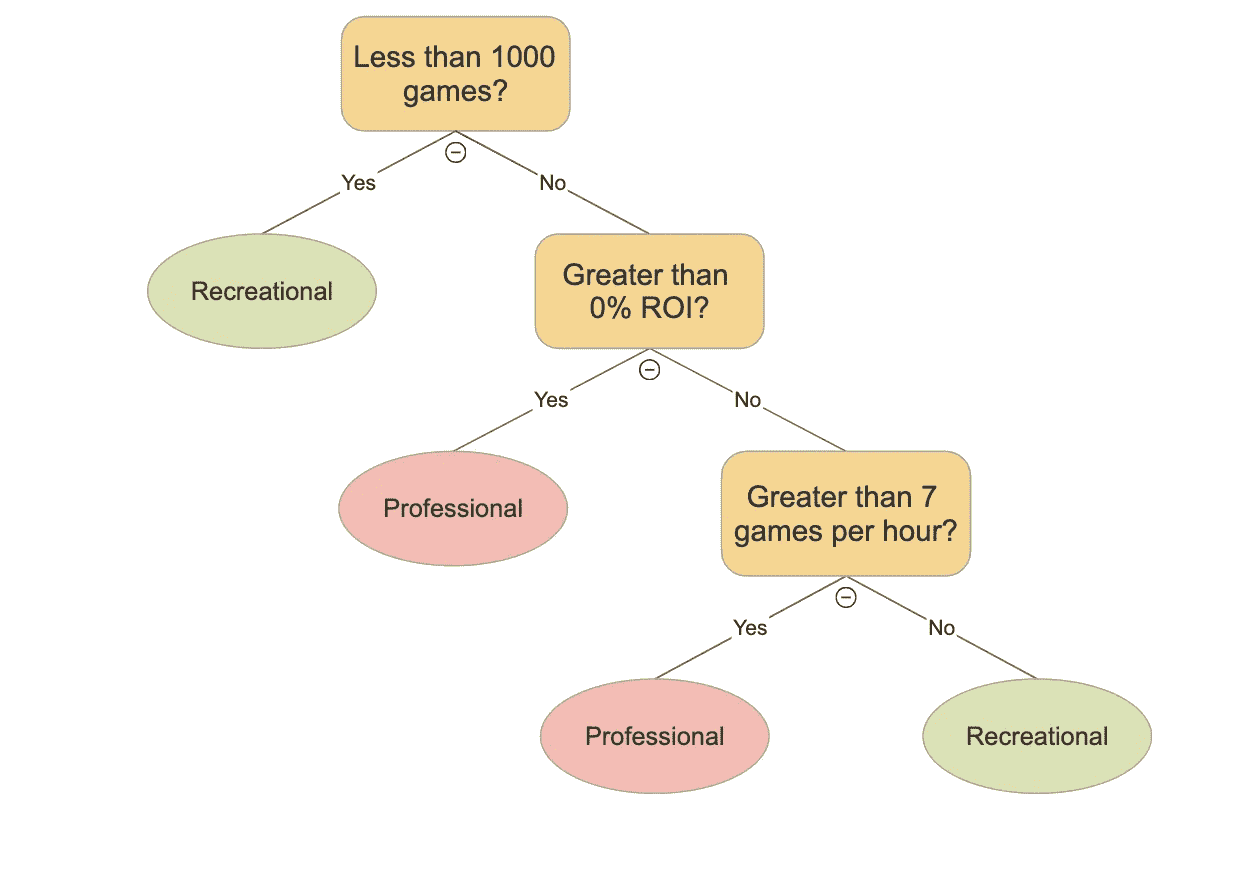 Less than 1000
games?
Yes
No
Recreational
Greater than
0% ROI?
Yes
No
Professional
Greater than 7
games per hour?
Yes
No
Professional
Recreational